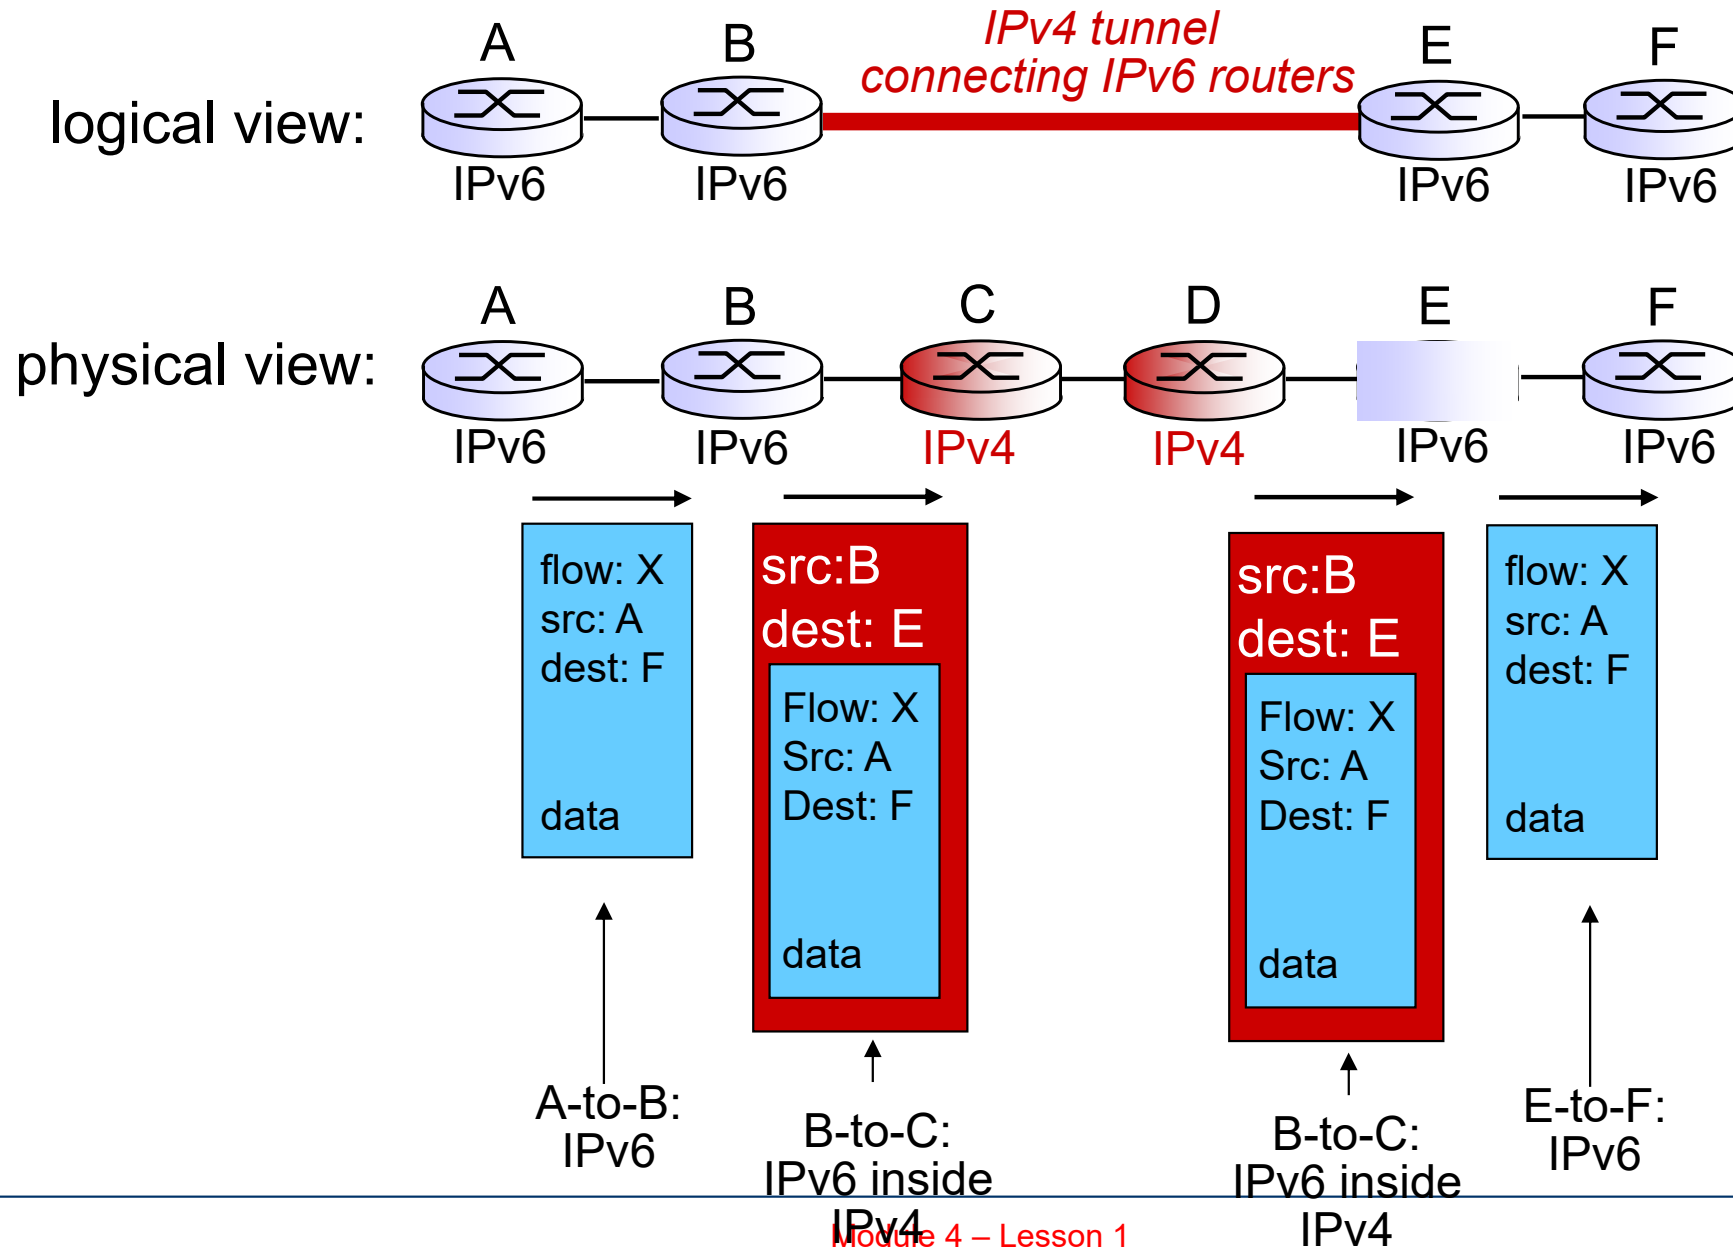 A
B
IPv4 tunnel
connecting IPv6 routers
E
F
logical view:
IPv6
IPv6
IPv6
IPv6
A
B
C
D
E
F
physical view:
IPv6
IPv6
IPv4
IPv4
IPv6
IPv6
flow: X
src: A
dest: F
data
src:B
dest: E
Flow: X
Src: A
Dest: F
data
src:B
dest: E
Flow: X
Src: A
Dest: F
data
flow: X
src: A
dest: F
data
A-to-B:
IPv6
B-to-C:
IPv6 inside
IPv4
B-to-C:
IPv6 inside
IPv4
E-to-F:
IPv6
Module 4 – Lesson 1